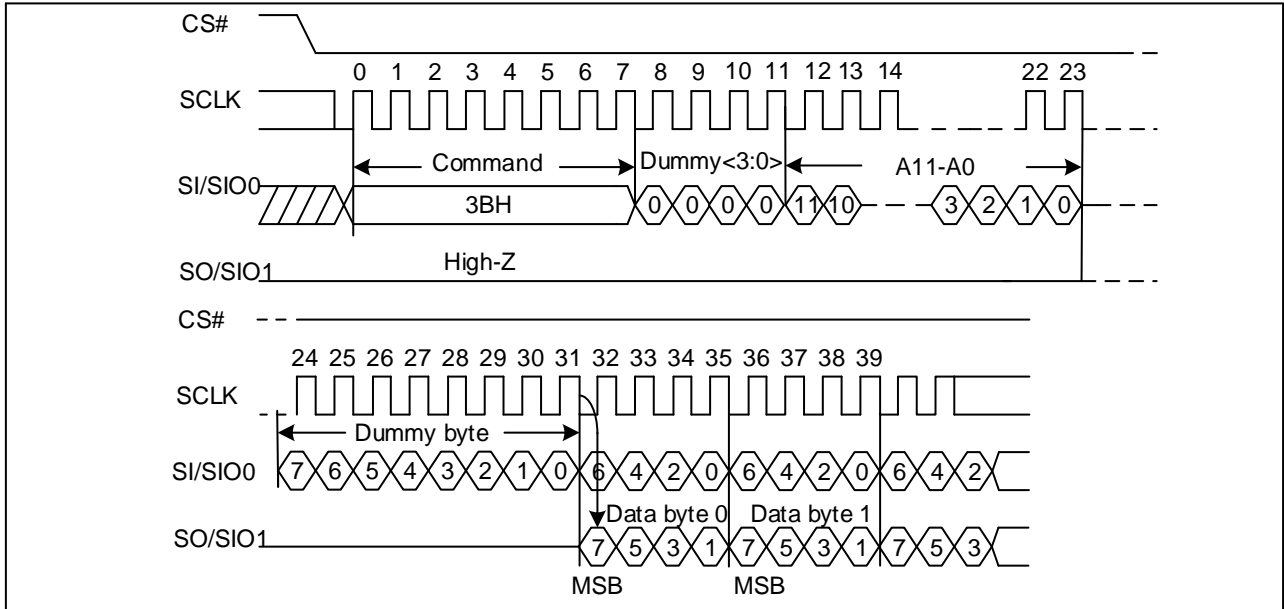 CS#
0 1 2 3 4 5 6 7 8 9 10 11 12 13 14 22 23
SCLK
Command Dummy<3:0> A11-A0
SI/SIO0 3BH 0 0 0 0 11 10 3 2 1 0
High-Z
SO/SIO1
CS#
24 25 26 27 28 29 30 31 32 33 34 35 36 37 38 39
SCLK
Dummy byte
SI/SIO0 7 6 5 4 3 2 1 0 6 4 2 0 6 4 2 0 6 4 2
Data byte 0 Data byte 1
SO/SIO1 7 5 3 1 7 5 3 1 7 5 3
MSB MSB